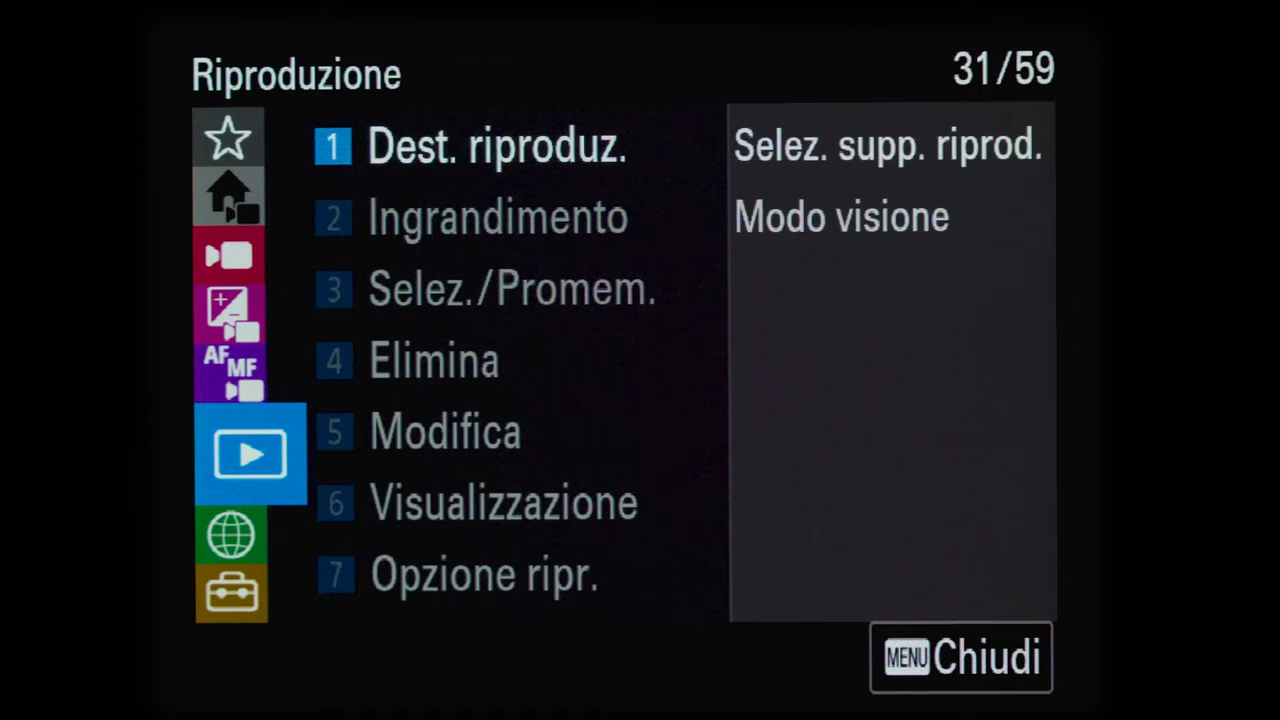 Riproduzione 31/59
1 Dest. riproduz. Selez. supp. riprod.
2 Ingrandimento Modo visione
3 Selez./Promem.
AF MF
4 Elimina
5 Modifica
6 Visualizzazione
7 Opzione ripr.
MENU Chiudi